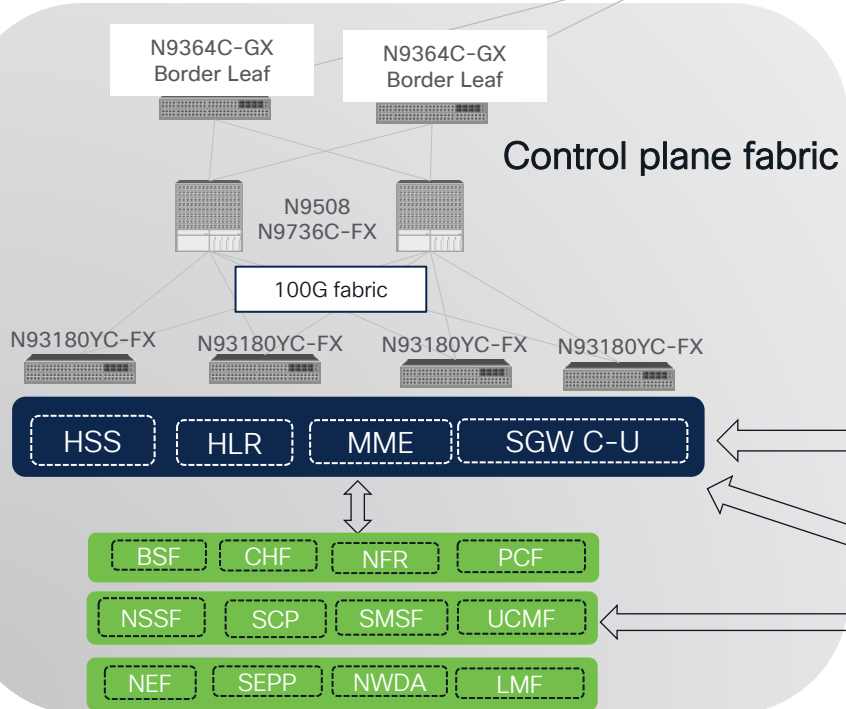 N9364C-GX
Border Leaf
N9364C-GX
Border Leaf
Control plane fabric
N9508
N9736C-FX
100G fabric
N93180YC-FX
N93180YC-FX
N93180YC-FX
N93180YC-FX
HSS
HLR
MME
SGW C-U
BSF
CHF
NFR
PCF
NSSF
SCP
SMSF
UCMF
NEF
SEPP
NWDA
LMF